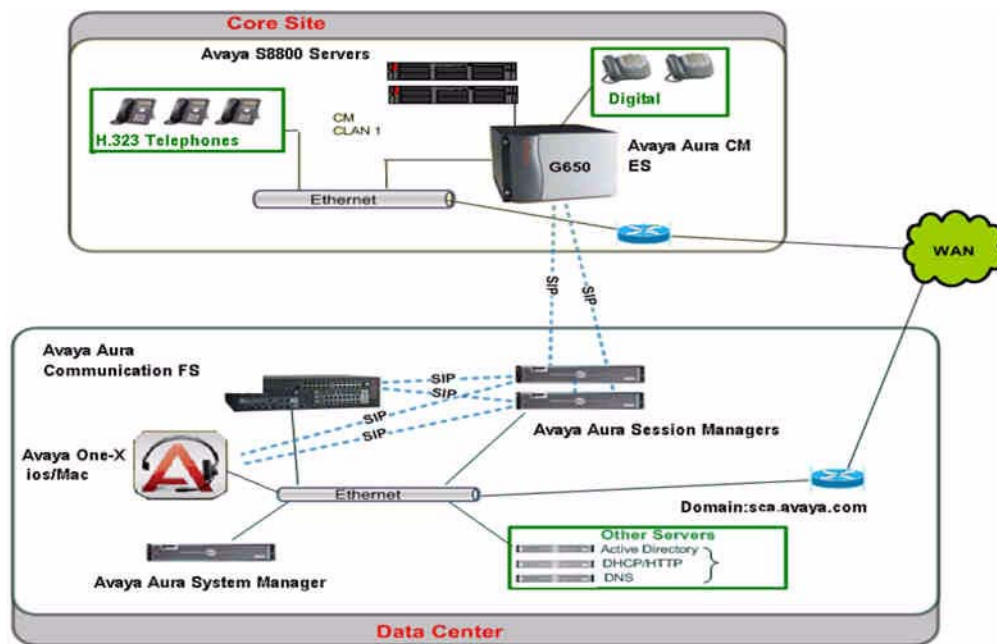 Core Site
Avaya S8800 Servers
Digital
H.323 Telephones
CM
CLAN 1
G650
Avaya Aura CM
ES
Ethernet
WAN
SIP
SIP
Avaya Aura
Communication FS
SIP
SIP
SIP
SIP
Avaya Aura Session Managers
Avaya One-X
ios/Mac
Ethernet
Domain:sca.avaya.com
Other Servers
Active Directory
DHCP/HTTP
DNS
Avaya Aura System Manager
Data Center